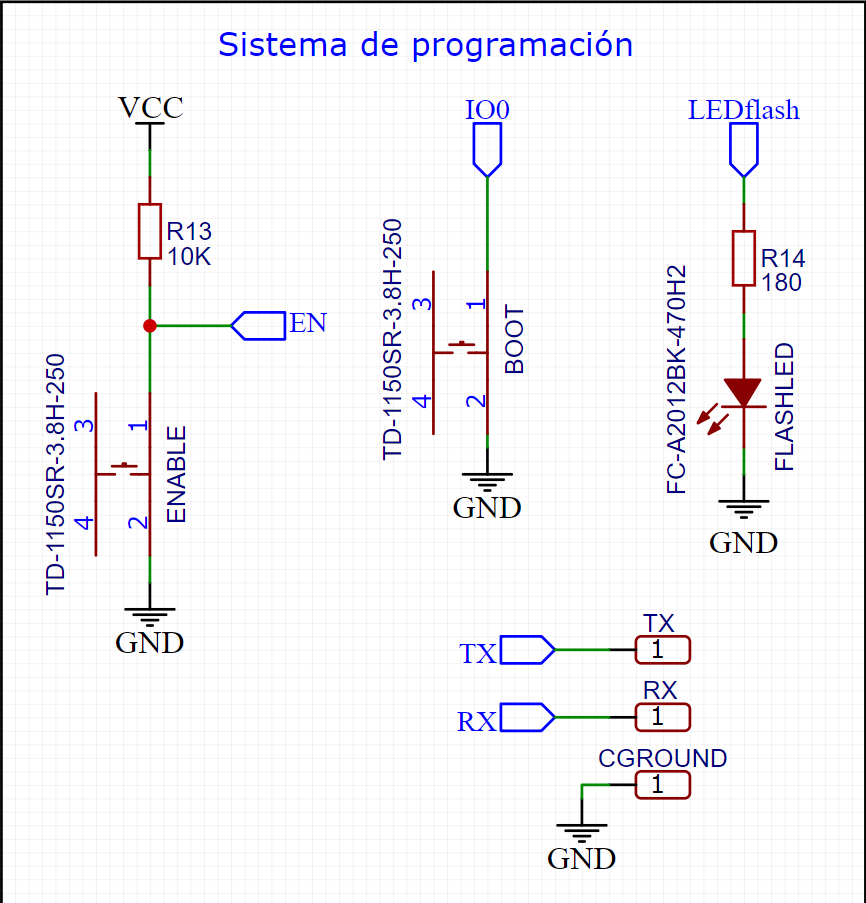 Sistema de programación
VCC
R13
10K
EN
TD-1150SR-3.8H-250
3
4
1
2
ENABLE
GND
IO0
TD-1150SR-3.8H-250
3
4
1
2
BOOT
GND
LEDflash
R14
180
FC-A2012BK-470H2
FLASHLED
GND
TX
TX
1
RX
RX
1
CGROUND
1
GND